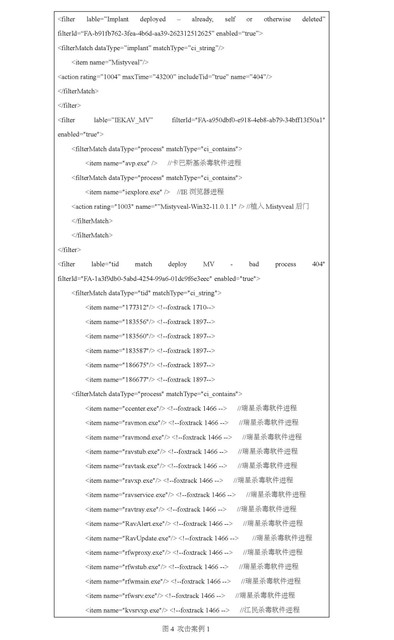 <filter lable="Implant deployed – already, self or otherwise deleted"
filterId="FA-b91fb762-3fea-4b6d-aa39-262312512625" enabled="true">
<filterMatch dataType="implant" matchType="ci_string"/>
<item name="Mistyveal"/>
<action rating="1004" maxTime="43200" includeTid="true" name="404"/>
</filterMatch>
</filter>
<filter lable="IEKAV_MV" filterId="FA-a950dbf0-e918-4eb8-ab79-34bff13f50a1"
enabled="true">
<filterMatch dataType="process" matchType="ci_contains">
<item name="avp.exe" /> //卡巴斯基杀毒软件进程
<filterMatch dataType="process" matchType="ci_contains">
<item name="iexplore.exe" /> //IE 浏览器进程
<action rating="1003" name=""Mistyveal-Win32-11.0.1.1" /> //植入 Mistyveal 后门
</filterMatch>
</filterMatch>
</filter>
<filter lable="tid match deploy MV - bad process 404"
filterId="FA-1a3f9db0-5abd-4254-99a6-01dc9f6e3eec" enabled="true">
<filterMatch dataType="tid" matchType="ci_string">
<item name="177312"/> <!--foxtrack 1710-->
<item name="183556"/> <!--foxtrack 1897-->
<item name="183560"/> <!--foxtrack 1897-->
<item name="183587"/> <!--foxtrack 1897-->
<item name="186675"/> <!--foxtrack 1897-->
<item name="186677"/> <!--foxtrack 1897-->
<filterMatch dataType="process" matchType="ci_contains">
<item name="ccenter.exe"/> <!--foxtrack 1466 --> //瑞星杀毒软件进程
<item name="ravmon.exe"/> <!--foxtrack 1466 --> //瑞星杀毒软件进程
<item name="ravmond.exe"/> <!--foxtrack 1466 --> //瑞星杀毒软件进程
<item name="ravstub.exe"/> <!--foxtrack 1466 --> //瑞星杀毒软件进程
<item name="ravtask.exe"/> <!--foxtrack 1466 --> //瑞星杀毒软件进程
<item name="ravxp.exe"/> <!--foxtrack 1466 --> //瑞星杀毒软件进程
<item name="ravservice.exe"/> <!--foxtrack 1466 --> //瑞星杀毒软件进程
<item name="ravtray.exe"/> <!--foxtrack 1466 --> //瑞星杀毒软件进程
<item name="RavAlert.exe"/> <!--foxtrack 1466 --> //瑞星杀毒软件进程
<item name="RavUpdate.exe"/> <!--foxtrack 1466 --> //瑞星杀毒软件进程
<item name="rfwproxy.exe"/> <!--foxtrack 1466 --> //瑞星杀毒软件进程
<item name="rfwstub.exe"/> <!--foxtrack 1466 --> //瑞星杀毒软件进程
<item name="rfwmain.exe"/> <!--foxtrack 1466 --> //瑞星杀毒软件进程
<item name="rfwsrv.exe"/> <!--foxtrack 1466 --> //瑞星杀毒软件进程
<item name="kvsrvxp.exe"/> <!--foxtrack 1466 --> //江民杀毒软件进程
图 4 攻击案例 1